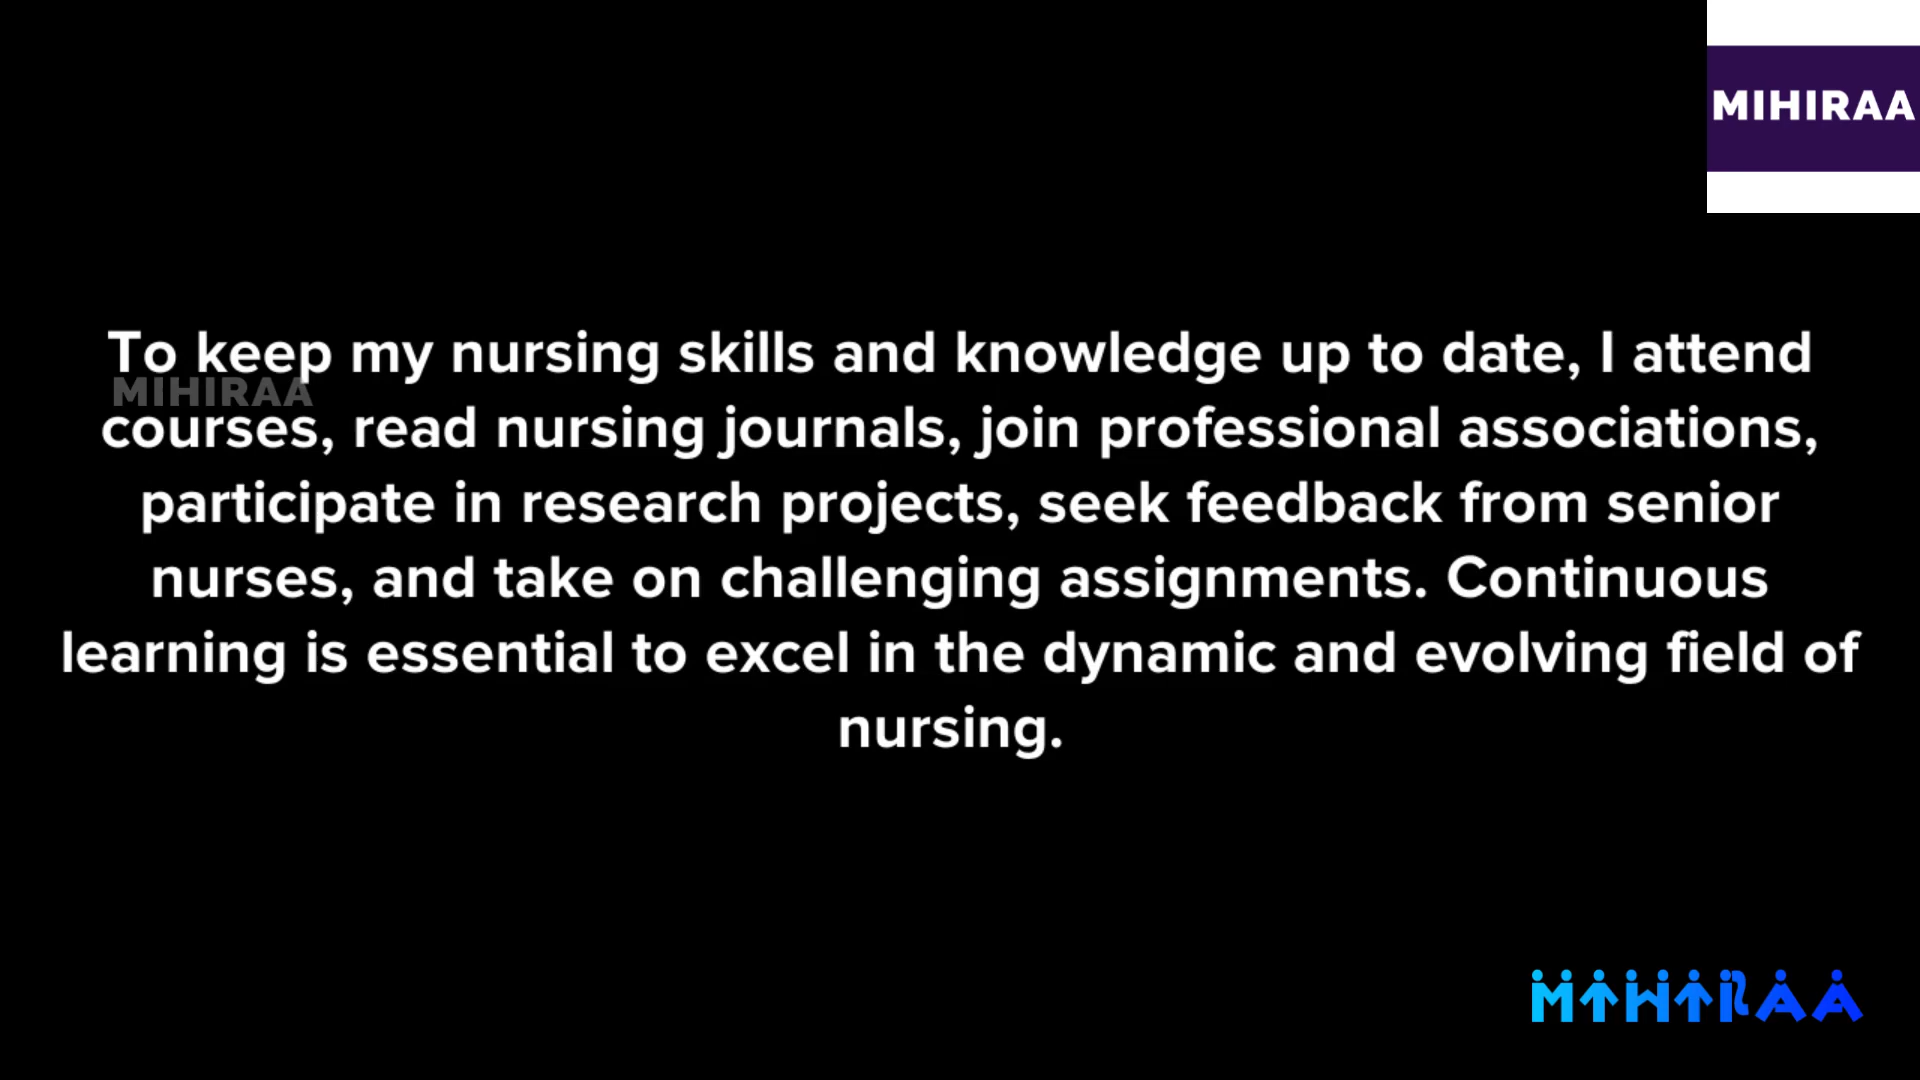 MIHIRAA
To keep my nursing skills and knowledge up to date, I attend
MIHIRAA
courses, read nursing journals, join professional associations,
participate in research projects, seek feedback from senior
nurses, and take on challenging assignments. Continuous
learning is essential to excel in the dynamic and evolving field of
nursing.
MIHIRAA